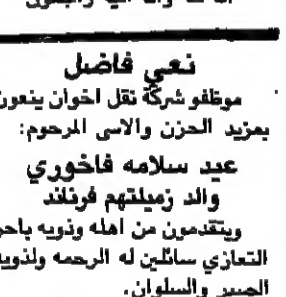 نعي فاضل
موظفو شركة نقل اخوان ينعون
بمزيد الحزن والاسى المرحوم:
عيد سلامه فاخوري
والد زميلتهم فرناند
ويتقدمون من اهله وذويه باحر
التعازي سائلين له الرحمه ولذويه
الصبر والسلوان.